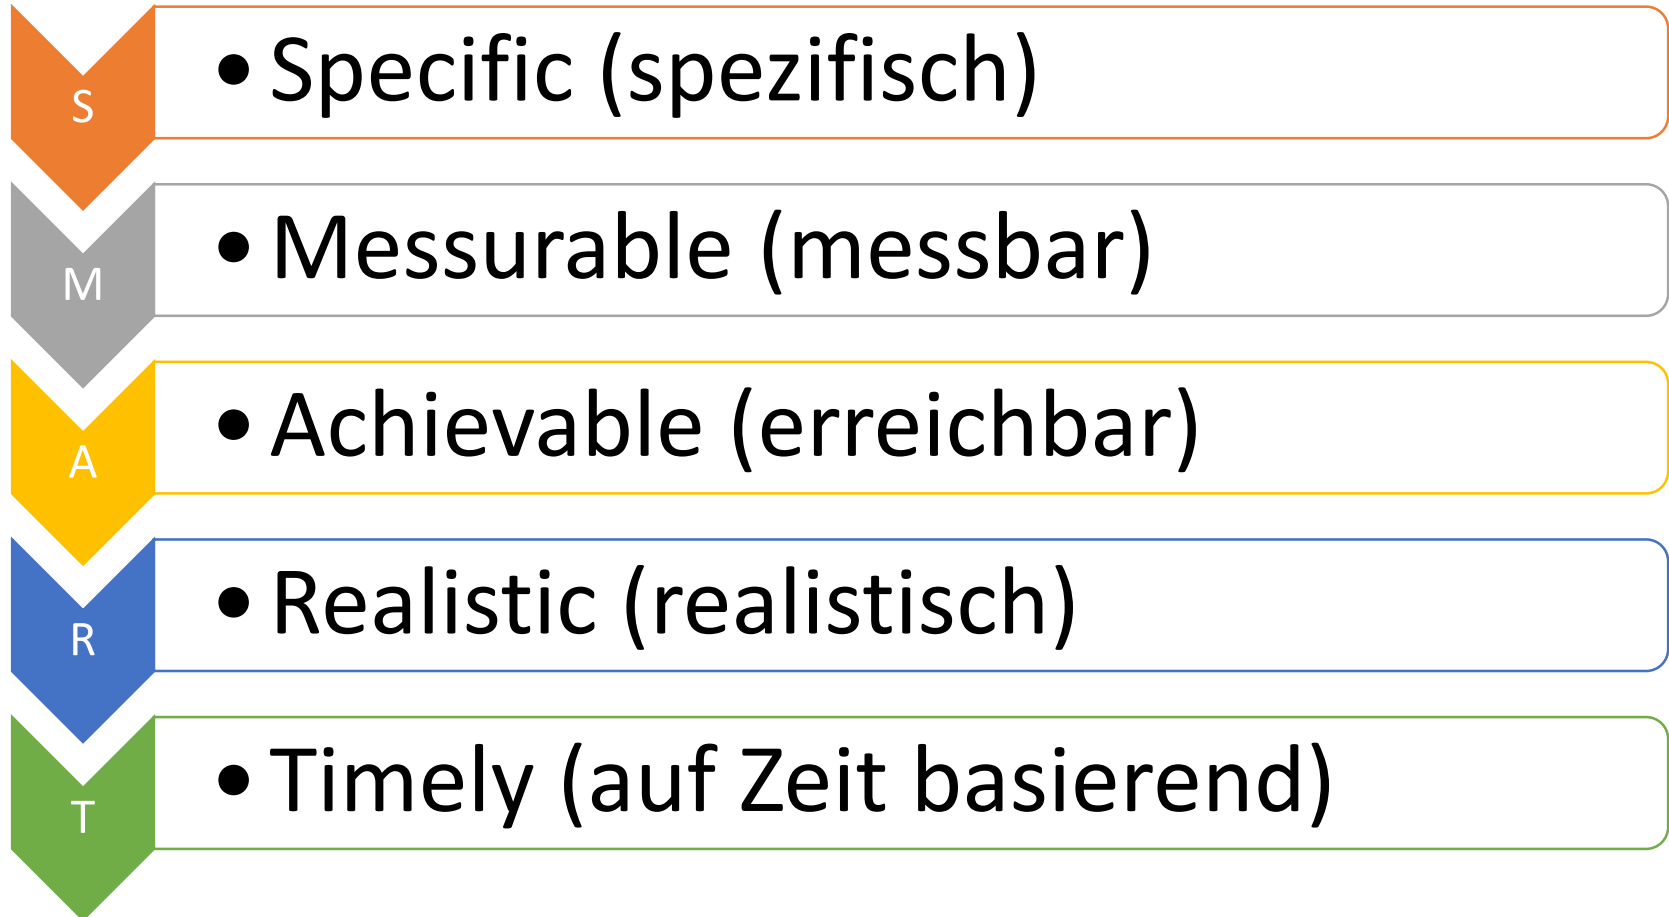 S
• Specific (spezifisch)
M
• Messurable (messbar)
A
• Achievable (erreichbar)
R
• Realistic (realistisch)
T
• Timely (auf Zeit basierend)